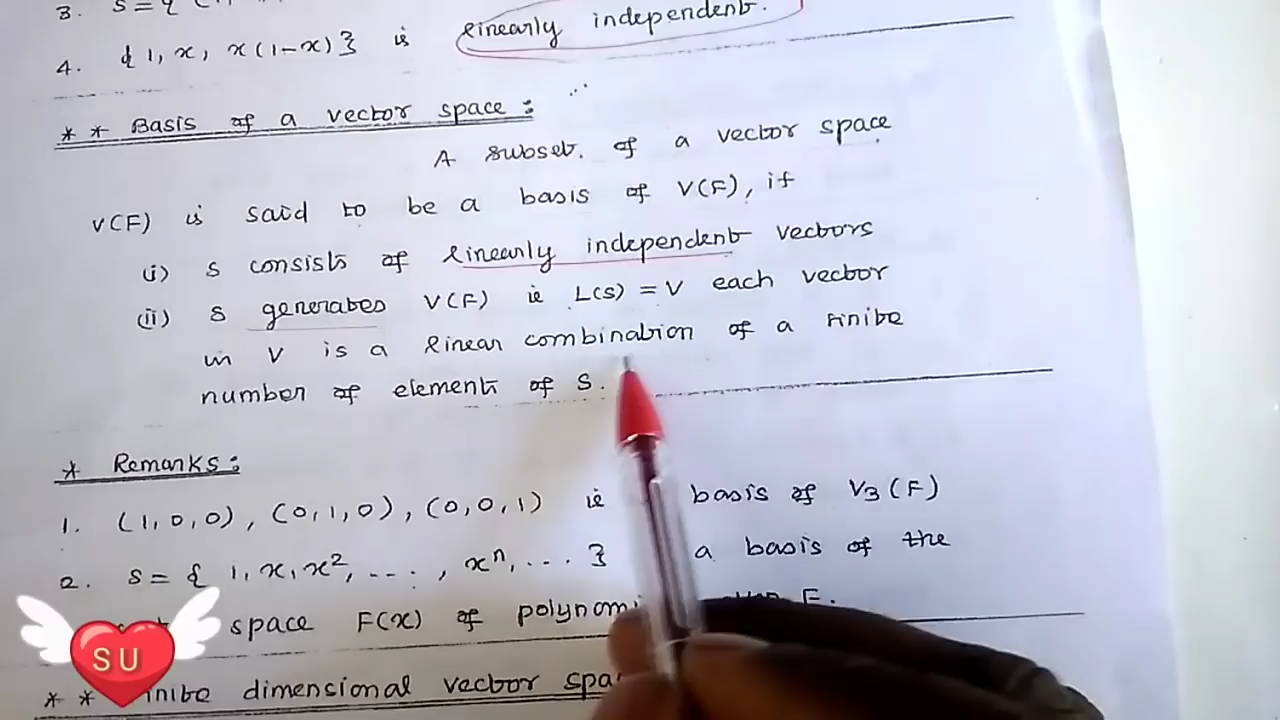 3. S = {
4. {1, x, x(1-x)} is linearly independent.
** Basis of a vector space:
A subset of a vector space
V(F) is said to be a basis of V(F), if
(i) S consists of linearly independent vectors
(ii) S generates V(F) ie L(S) = V each vector
in V is a linear combination of a finite
number of elements of S.
* Remarks:
1. (1,0,0), (0,1,0), (0,0,1) is basis of V₃(F)
2. S = { 1, x, x², ..., xⁿ, ... } a basis of the
space F(x) of F.
** dimensional vector
SU